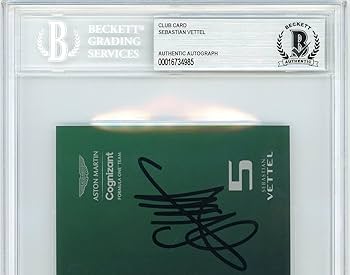 BECKETT®
GRADING
SERVICES
CLUB CARD
SEBASTIAN VETTEL
AUTHENTIC AUTOGRAPH
00016734985
BECKETT
AUTHENTIC
ASTON MARTIN
Cognizant
FORMULA ONE™ TEAM
5
SEBASTIAN
VETTEL